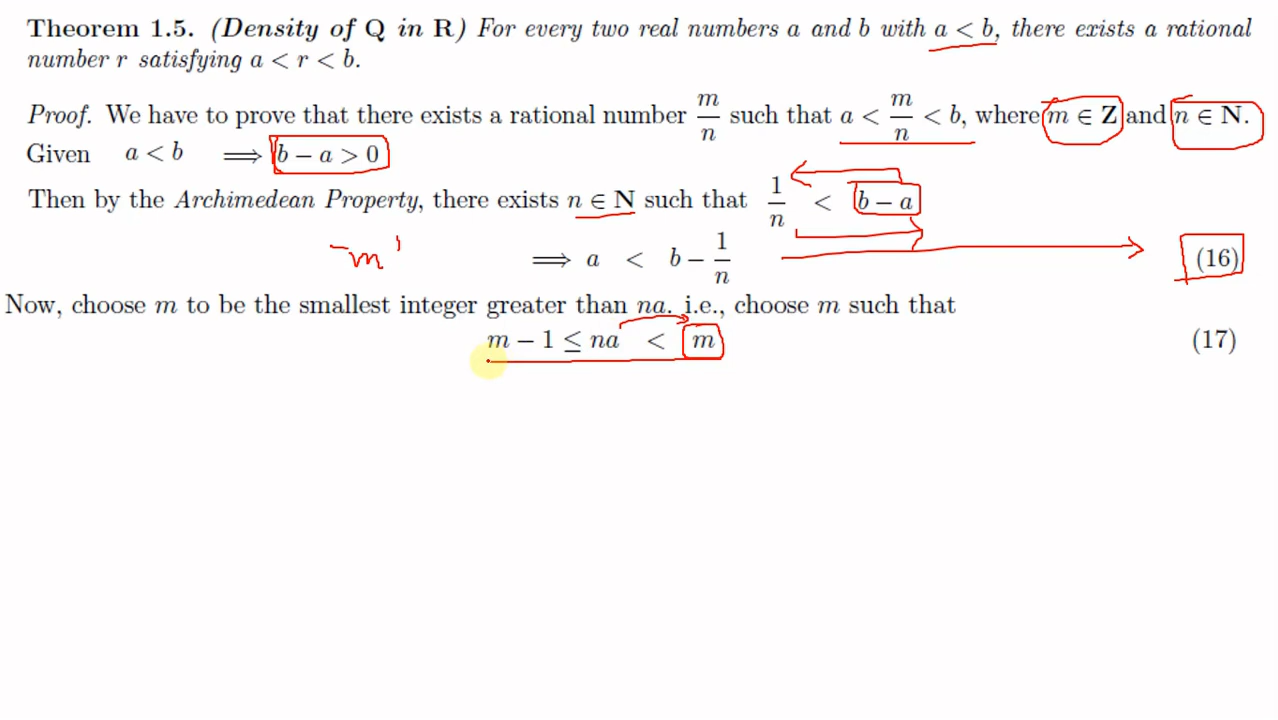 Theorem 1.5. (Density of Q in R) For every two real numbers a and b with a < b, there exists a rational
number r satisfying a < r < b.
Proof. We have to prove that there exists a rational number m/n such that a < m/n < b, where m ∈ Z and n ∈ N.
Given a < b ⟹ b − a > 0
Then by the Archimedean Property, there exists n ∈ N such that 1/n < b − a
m
⟹ a < b − 1/n (16)
Now, choose m to be the smallest integer greater than na. i.e., choose m such that
m − 1 ≤ na < m (17)